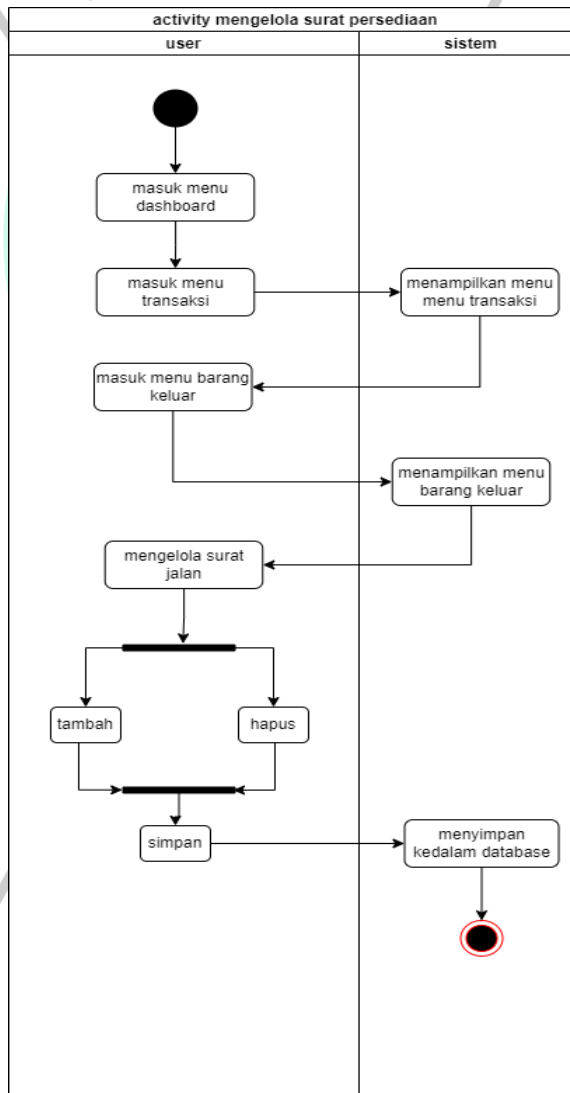 activity mengelola surat persediaan
user
sistem
masuk menu
dashboard
masuk menu
transaksi
menampilkan menu
menu transaksi
masuk menu barang
keluar
menampilkan menu
barang keluar
mengelola surat
jalan
tambah
hapus
simpan
menyimpan
kedalam database